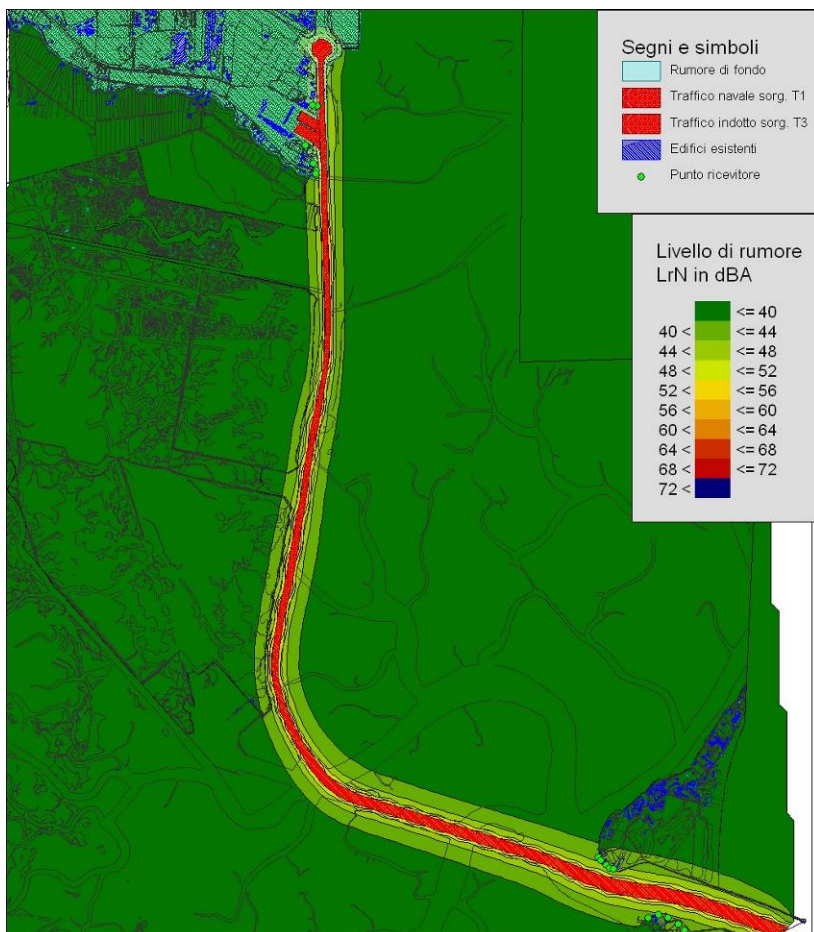 Segni e simboli
Rumore di fondo
Traffico navale sorg. T1
Traffico indotto sorg. T3
Edifici esistenti
Punto ricevitore
Livello di rumore
LrN in dBA
<= 40
40 < <= 44
44 < <= 48
48 < <= 52
52 < <= 56
56 < <= 60
60 < <= 64
64 < <= 68
68 < <= 72
72 <